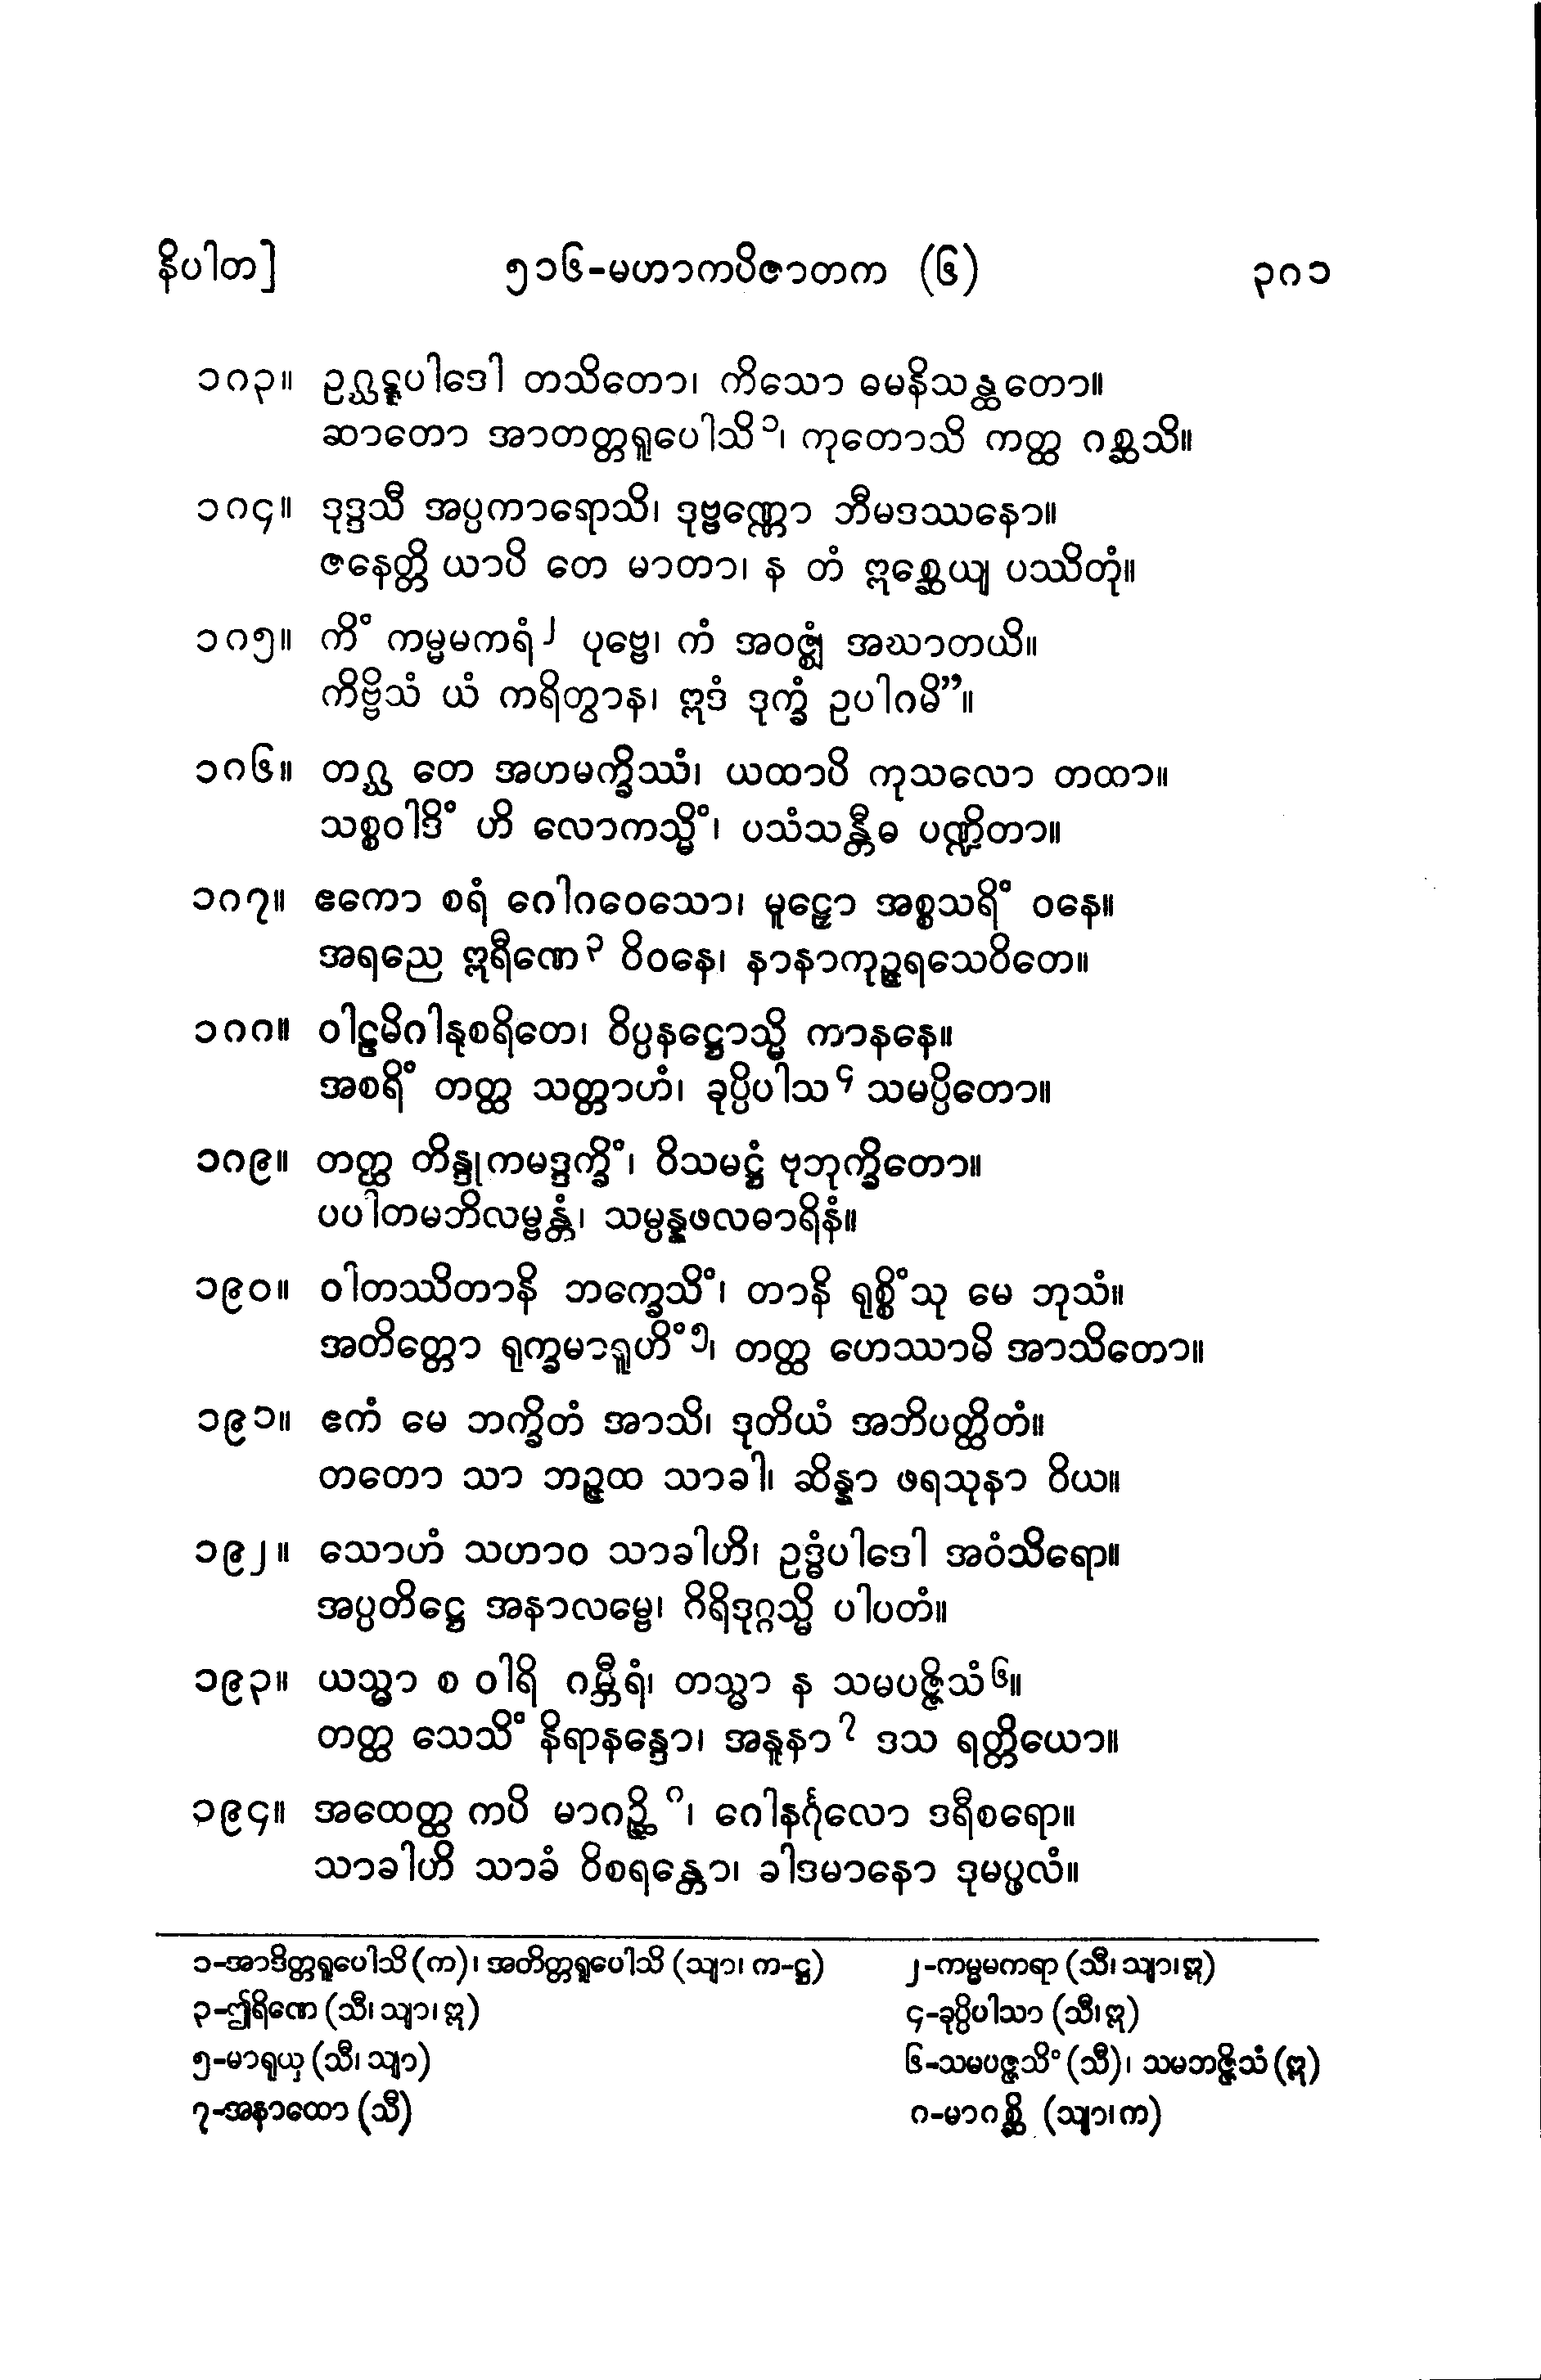 နိပါတ]	၅၁၆-မဟာကပိဇာတက (၆)	၃၈၁
၁၈၃။ ဥဂ္ဃဋ္ဋပါဒေါ တသိတော၊ ကိသော ဓမနိသန္ထတော။
ဆာတော အာတတ္တရူပေါသိ၁၊ ကုတောသိ ကတ္ထ ဂစ္ဆသိ။
၁၈၄။ ဒုဒ္ဒသီ အပ္ပကာရောသိ၊ ဒုဗ္ဗဏ္ဏော ဘီမဒဿနော။
ဇနေတ္တိ ယာပိ တေ မာတာ၊ န တံ ဣစ္ဆေယျ ပဿိတုံ။
၁၈၅။ ကိံ ကမ္မမကရံ၂ ပုဗ္ဗေ၊ ကံ အဝဇ္ဈံ အဃာတယိ။
ကိဗ္ဗိသံ ယံ ကရိတွာန၊ ဣဒံ ဒုက္ခံ ဥပါဂမိ”။
၁၈၆။ တဂ္ဃ တေ အဟမက္ခိဿံ၊ ယထာပိ ကုသလော တထာ။
သစ္စဝါဒိံ ဟိ လောကသ္မိံ၊ ပသံသန္တီဓ ပဏ္ဍိတာ။
၁၈၇။ ဧကော စရံ ဂေါဂဝေသော၊ မူဠှော အစ္စသရိံ ဝနေ။
အရညေ ဣရီဏေ၃ ဝိဝနေ၊ နာနာကုဉ္ဇရသေဝိတေ။
၁၈၈။ ဝါဠမိဂါနုစရိတေ၊ ဝိပ္ပနဋ္ဌောသ္မိ ကာနနေ။
အစရိံ တတ္ထ သတ္တာဟံ၊ ခုပ္ပိပါသ၄ သမပ္ပိတော။
၁၈၉။ တတ္ထ တိန္ဒုကမဒ္ဒက္ခိံ၊ ဝိသမဋ္ဌံ ဗုဘုက္ခိတော။
ပပါတမဘိလမ္ဗန္တံ၊ သမ္ပန္နဖလဓာရိနံ။
၁၉၀။ ဝါတဿိတာနိ ဘက္ခေသိံ၊ တာနိ ရုစ္စိံသု မေ ဘုသံ။
အတိတ္တော ရုက္ခမာရူဟိံ၅၊ တတ္ထ ဟေဿာမိ အာသိတော။
၁၉၁။ ဧကံ မေ ဘက္ခိတံ အာသိ၊ ဒုတိယံ အဘိပတ္ထိတံ။
တတော သာ ဘဉ္ဇထ သာခါ၊ ဆိန္နာ ဖရသုနာ ဝိယ။
၁၉၂။ သောဟံ သဟာဝ သာခါဟိ၊ ဥဒ္ဓံပါဒေါ အဝံသိရော။
အပ္ပတိဋ္ဌေ အနာလမ္ဗေ၊ ဂိရိဒုဂ္ဂသ္မိ ပါပတံ။
၁၉၃။ ယသ္မာ စ ဝါရိ ဂမ္ဘီရံ၊ တသ္မာ န သမပဇ္ဇိသံ၆။
တတ္ထ သေသိံ နိရာနန္ဒော၊ အနူနာ၇ ဒသ ရတ္တိယော။
၁၉၄။ အထေတ္ထ ကပိ မာဂဉ္ဆိ၈၊ ဂေါနင်္ဂုလော ဒရီစရော။
သာခါဟိ သာခံ ဝိစရန္တော၊ ခါဒမာနော ဒုမပ္ဖလံ။
၁-အာဒိတ္တရူပေါသိ (က)၊ အတိတ္တရူပေါသိ (သျာ၊ က-ဋ္ဌ)	၂-ကမ္မမကရာ (သီ၊ သျာ၊ ဣ)
၃-ဤရိဏေ (သီ၊ သျာ၊ ဣ)	၄-ခုပ္ပိပါသာ (သီ၊ ဣ)
၅-မာရုယှ (သီ၊ သျာ)	၆-သမပဇ္ဇသိံ (သီ)၊ သမဘဇ္ဇိသံ (ဣ)
၇-အနာထော (သီ)	၈-မာဂစ္ဆိ (သျာ၊ က)